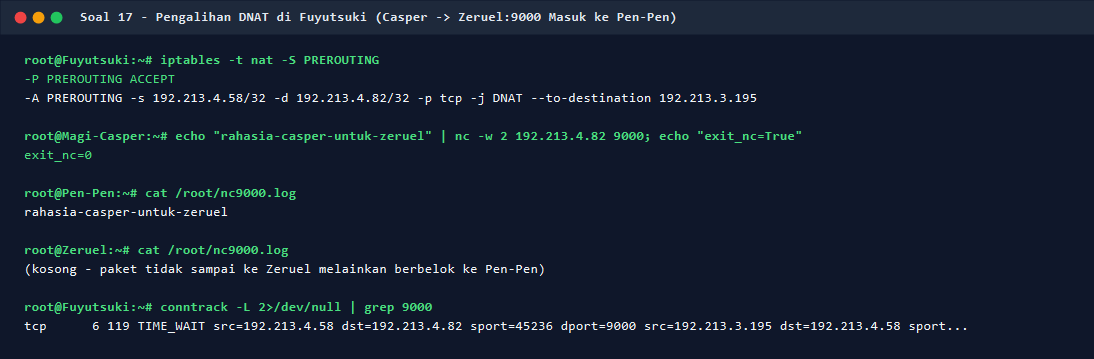 Soal 17 - Pengalihan DNAT di Fuyutsuki (Casper -> Zeruel:9000 Masuk ke Pen-Pen)
root@Fuyutsuki:~# iptables -t nat -S PREROUTING
-P PREROUTING ACCEPT
-A PREROUTING -s 192.213.4.58/32 -d 192.213.4.82/32 -p tcp -j DNAT --to-destination 192.213.3.195
root@Magi-Casper:~# echo "rahasia-casper-untuk-zeruel" | nc -w 2 192.213.4.82 9000; echo "exit_nc=True"
exit_nc=0
root@Pen-Pen:~# cat /root/nc9000.log
rahasia-casper-untuk-zeruel
root@Zeruel:~# cat /root/nc9000.log
(kosong - paket tidak sampai ke Zeruel melainkan berbelok ke Pen-Pen)
root@Fuyutsuki:~# conntrack -L 2>/dev/null | grep 9000
tcp      6 119 TIME_WAIT src=192.213.4.58 dst=192.213.4.82 sport=45236 dport=9000 src=192.213.3.195 dst=192.213.4.58 sport...